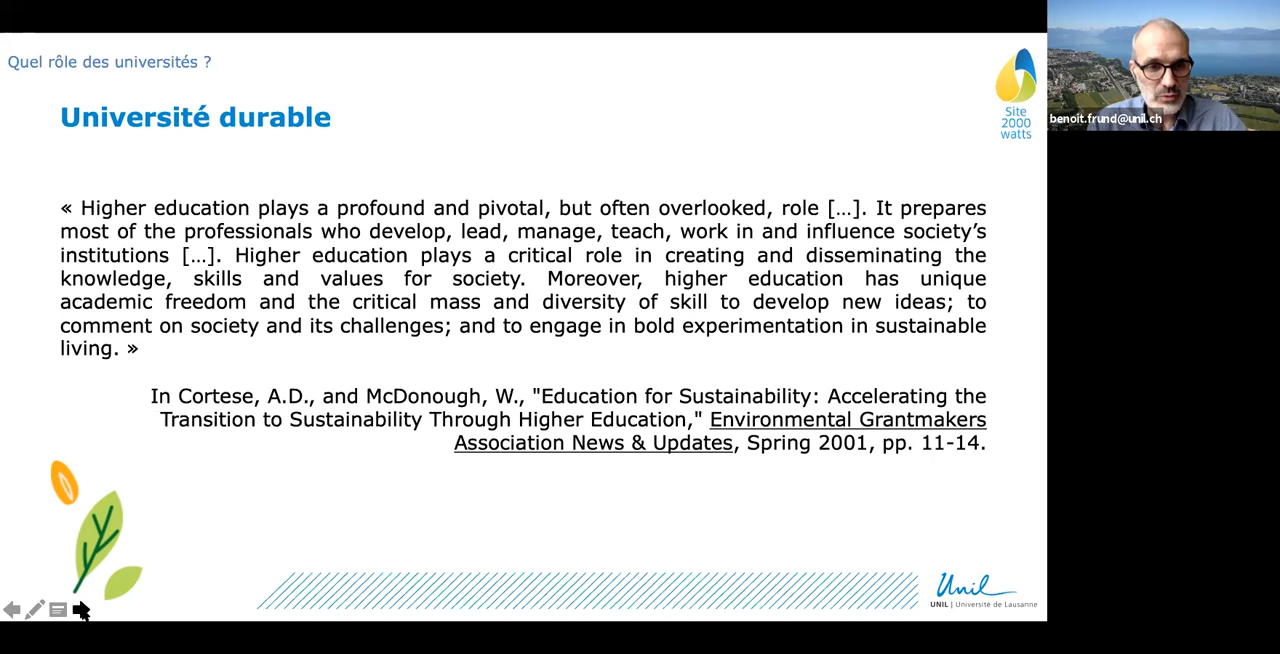 Quel rôle des universités ?
Université durable
Site
2000
watts
benoit.frund@unil.ch
« Higher education plays a profound and pivotal, but often overlooked, role […]. It prepares
most of the professionals who develop, lead, manage, teach, work in and influence society’s
institutions […]. Higher education plays a critical role in creating and disseminating the
knowledge, skills and values for society. Moreover, higher education has unique
academic freedom and the critical mass and diversity of skill to develop new ideas; to
comment on society and its challenges; and to engage in bold experimentation in sustainable
living. »
In Cortese, A.D., and McDonough, W., "Education for Sustainability: Accelerating the
Transition to Sustainability Through Higher Education," Environmental Grantmakers
Association News & Updates, Spring 2001, pp. 11-14.
Unil
UNIL | Université de Lausanne